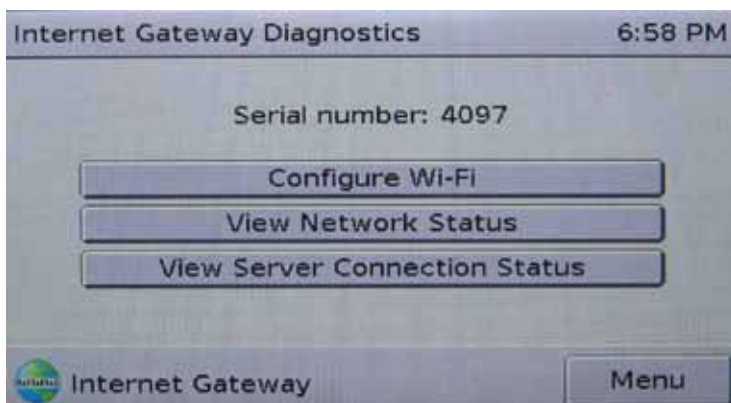 Internet Gateway Diagnostics 6:58 PM
Serial number: 4097
Configure Wi-Fi
View Network Status
View Server Connection Status
Internet Gateway Menu